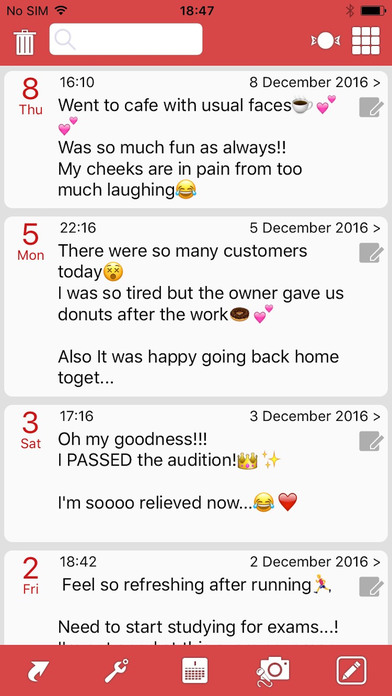 No SIM 18:47
8 16:10 8 December 2016 >
Thu Went to cafe with usual faces☕💕
💕
Was so much fun as always!!
My cheeks are in pain from too
much laughing😂
5 22:16 5 December 2016 >
Mon There were so many customers
today😵
I was so tired but the owner gave us
donuts after the work🍩💕
Also It was happy going back home
toget...
3 17:16 3 December 2016 >
Sat Oh my goodness!!!
I PASSED the audition!👑✨
I'm soooo relieved now...😂❤️
2 18:42 2 December 2016 >
Fri Feel so refreshing after running🏃‍♀️
Need to start studying for exams...!